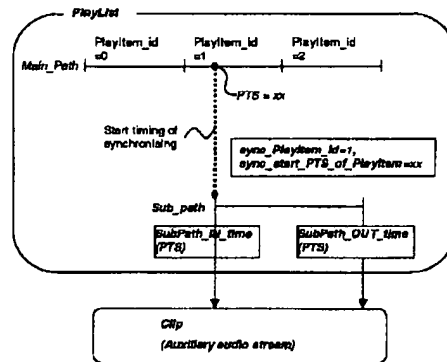 PlayList
PlayItem_id
=0
PlayItem_id
=1
PlayItem_id
=2
Main_Path
PTS = xx
Start timing of
synchronising
sync_PlayItem_id=1,
sync_start_PTS_of_PlayItem=xx
Sub_path
SubPath_IN_time
(PTS)
SubPath_OUT_time
(PTS)
Clip
(Auxiliary audio stream)